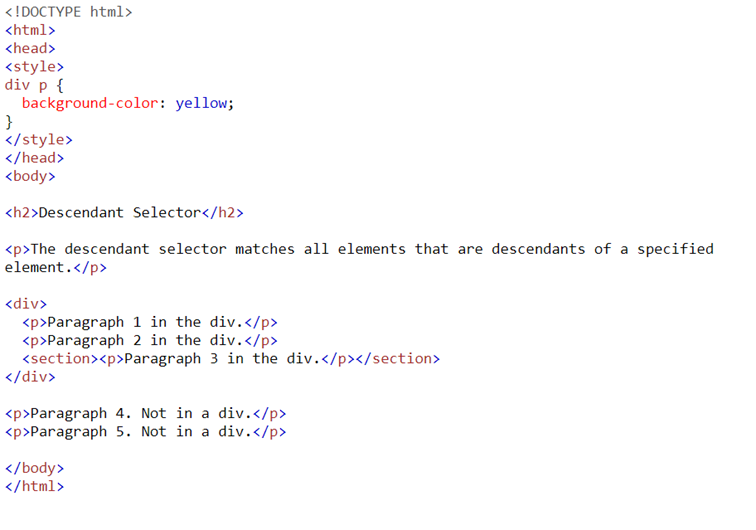 <!DOCTYPE html>
<html>
<head>
<style>
div p {
  background-color: yellow;
}
</style>
</head>
<body>

<h2>Descendant Selector</h2>

<p>The descendant selector matches all elements that are descendants of a specified
element.</p>

<div>
  <p>Paragraph 1 in the div.</p>
  <p>Paragraph 2 in the div.</p>
  <section><p>Paragraph 3 in the div.</p></section>
</div>

<p>Paragraph 4. Not in a div.</p>
<p>Paragraph 5. Not in a div.</p>

</body>
</html>